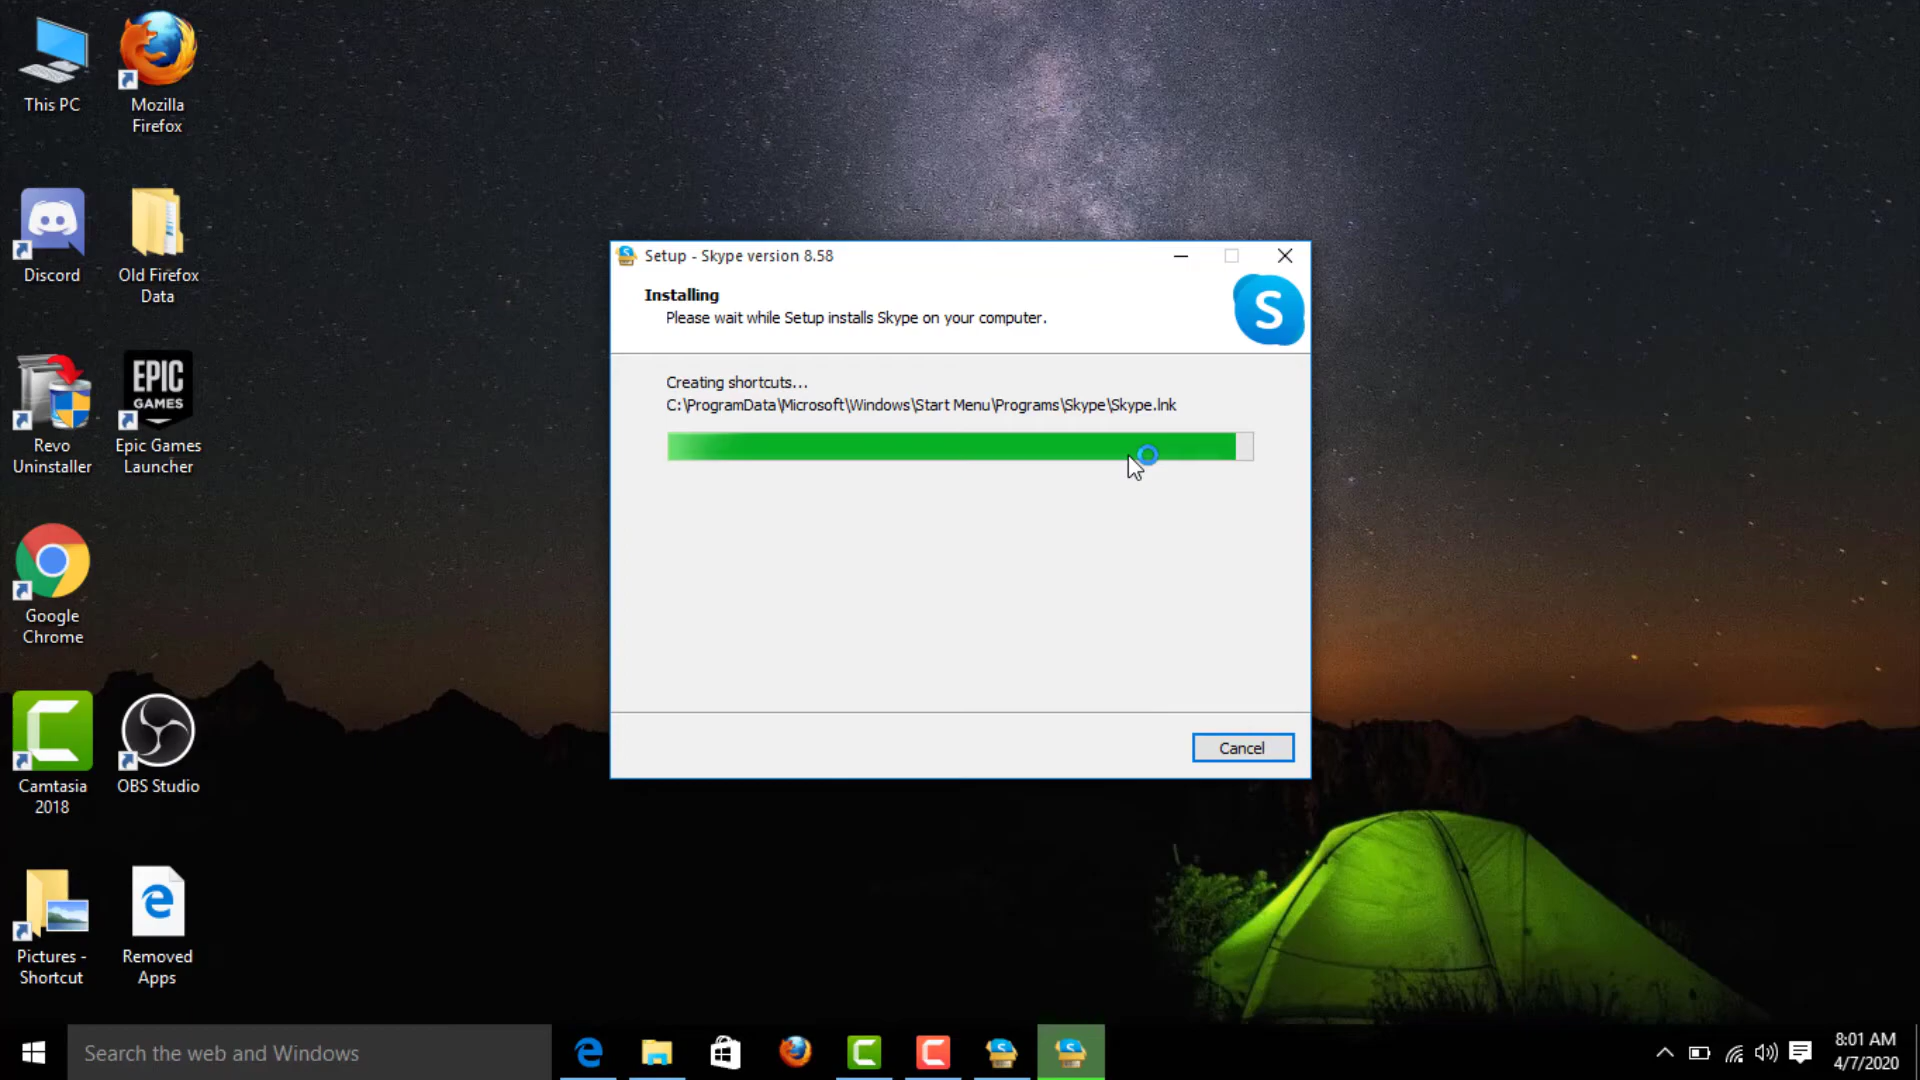 This PC
Mozilla
Firefox
Discord
Old Firefox
Data
Revo
Uninstaller
EPIC
GAMES
Epic Games
Launcher
Google
Chrome
Camtasia
2018
OBS Studio
Pictures -
Shortcut
Removed
Apps
Setup - Skype version 8.58
Installing
Please wait while Setup installs Skype on your computer.
S
Creating shortcuts...
C:\ProgramData\Microsoft\Windows\Start Menu\Programs\Skype\Skype.lnk
Cancel
Search the web and Windows
8:01 AM
4/7/2020